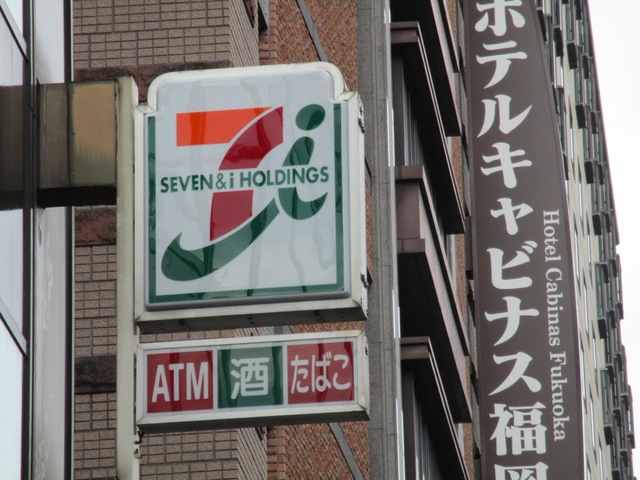 7i
SEVEN&i HOLDINGS
ATM 酒 たばこ
ホテルキャビナス福岡
Hotel Cabinas Fukuoka